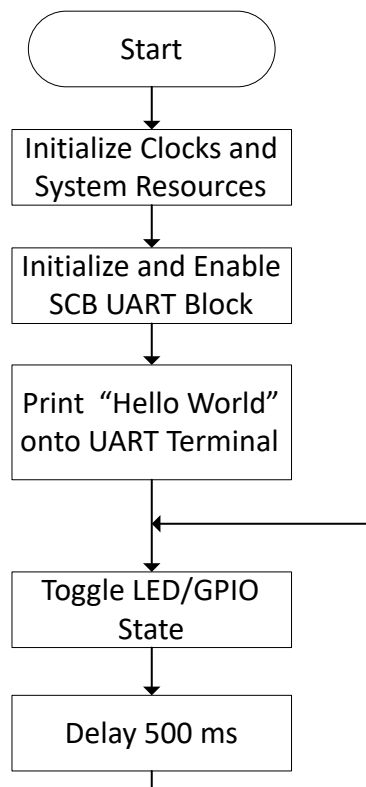 Start
Initialize Clocks and
System Resources
Initialize and Enable
SCB UART Block
Print “Hello World”
onto UART Terminal
Toggle LED/GPIO
State
Delay 500 ms